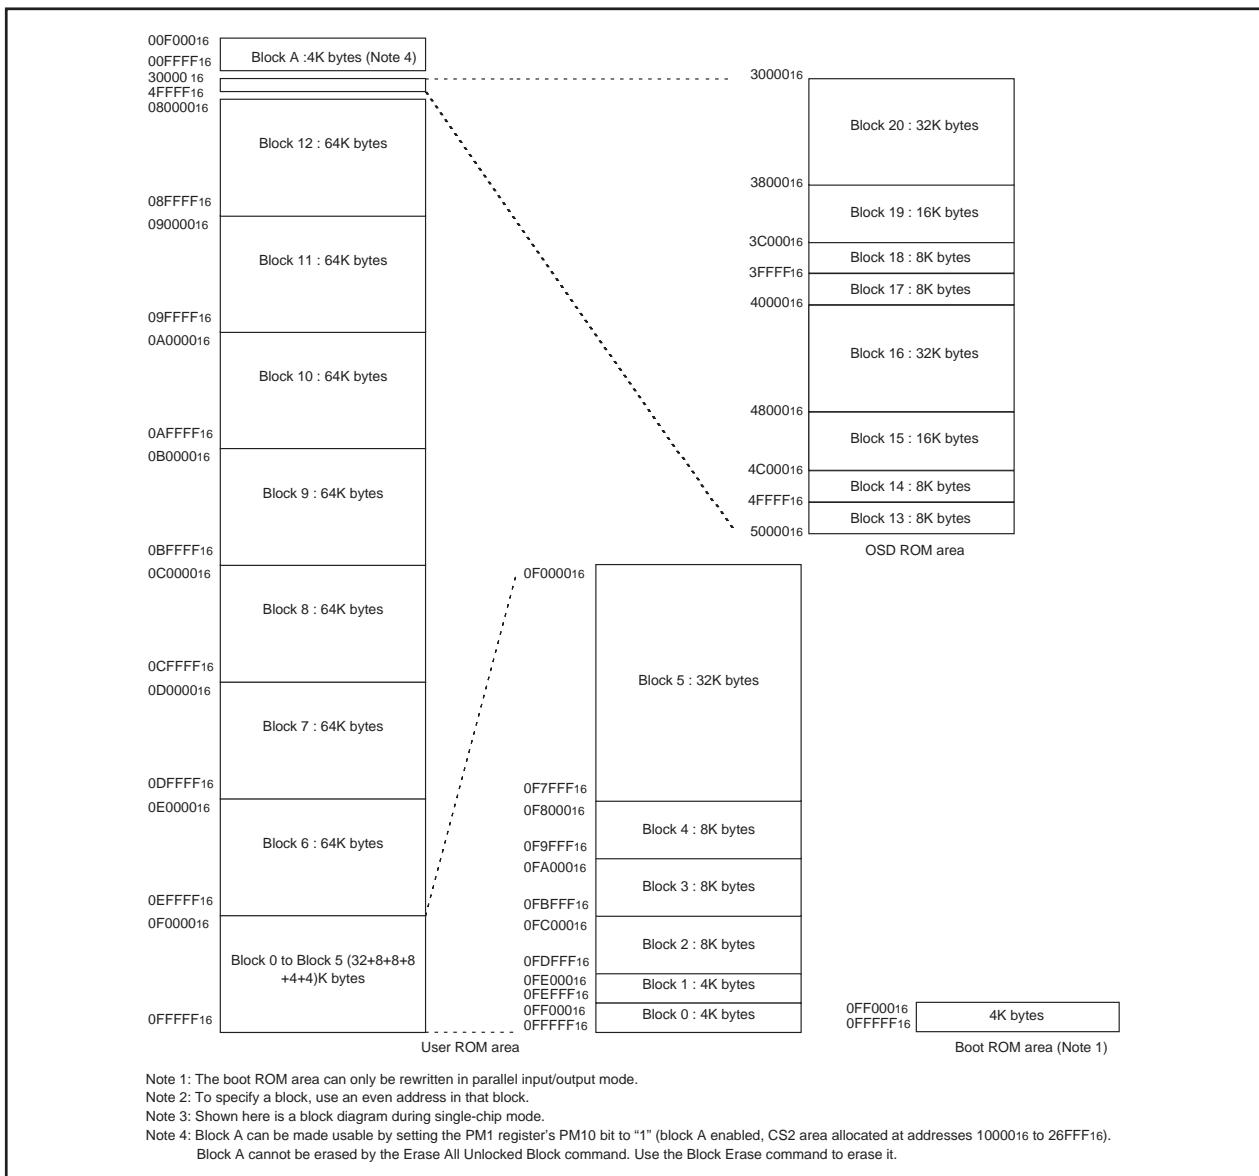 00F00016
Block A :4K bytes (Note 4)
00FFFF16
30000 16
4FFFF16
08000016
Block 12 : 64K bytes
08FFFF16
09000016
Block 11 : 64K bytes
09FFFF16
0A000016
Block 10 : 64K bytes
0AFFFF16
0B000016
Block 9 : 64K bytes
0BFFFF16
0C000016
Block 8 : 64K bytes
0CFFFF16
0D000016
Block 7 : 64K bytes
0DFFFF16
0E000016
Block 6 : 64K bytes
0EFFFF16
0F000016
Block 0 to Block 5 (32+8+8+8
+4+4)K bytes
0FFFFF16
User ROM area
3000016
Block 20 : 32K bytes
3800016
Block 19 : 16K bytes
3C00016
Block 18 : 8K bytes
3FFFF16
Block 17 : 8K bytes
4000016
Block 16 : 32K bytes
4800016
Block 15 : 16K bytes
4C00016
Block 14 : 8K bytes
4FFFF16
Block 13 : 8K bytes
5000016
OSD ROM area
0F000016
Block 5 : 32K bytes
0F7FFF16
0F800016
Block 4 : 8K bytes
0F9FFF16
0FA00016
Block 3 : 8K bytes
0FBFFF16
0FC00016
Block 2 : 8K bytes
0FDFFF16
0FE00016
Block 1 : 4K bytes
0FEFFF16
0FF00016
Block 0 : 4K bytes
0FFFFF16
0FF00016
4K bytes
0FFFFF16
Boot ROM area (Note 1)
Note 1: The boot ROM area can only be rewritten in parallel input/output mode.
Note 2: To specify a block, use an even address in that block.
Note 3: Shown here is a block diagram during single-chip mode.
Note 4: Block A can be made usable by setting the PM1 register’s PM10 bit to “1” (block A enabled, CS2 area allocated at addresses 1000016 to 26FFF16).
Block A cannot be erased by the Erase All Unlocked Block command. Use the Block Erase command to erase it.